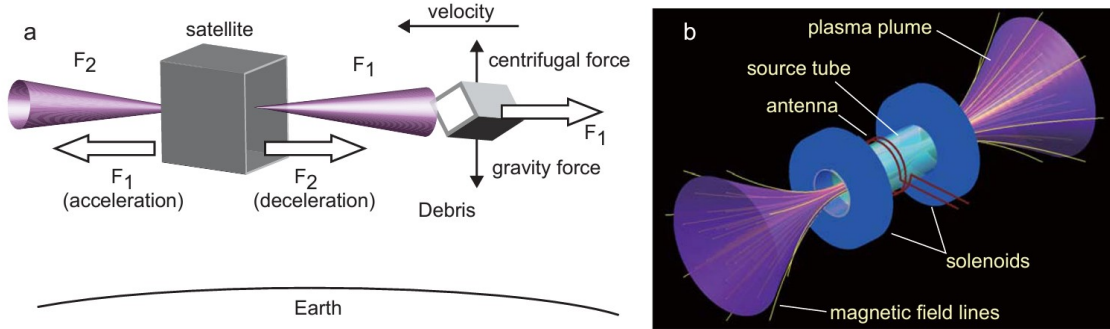 a
satellite
velocity
F2
F1
centrifugal force
F1
F1
(acceleration)
F2
(deceleration)
gravity force
Debris
Earth
b
plasma plume
source tube
antenna
solenoids
magnetic field lines